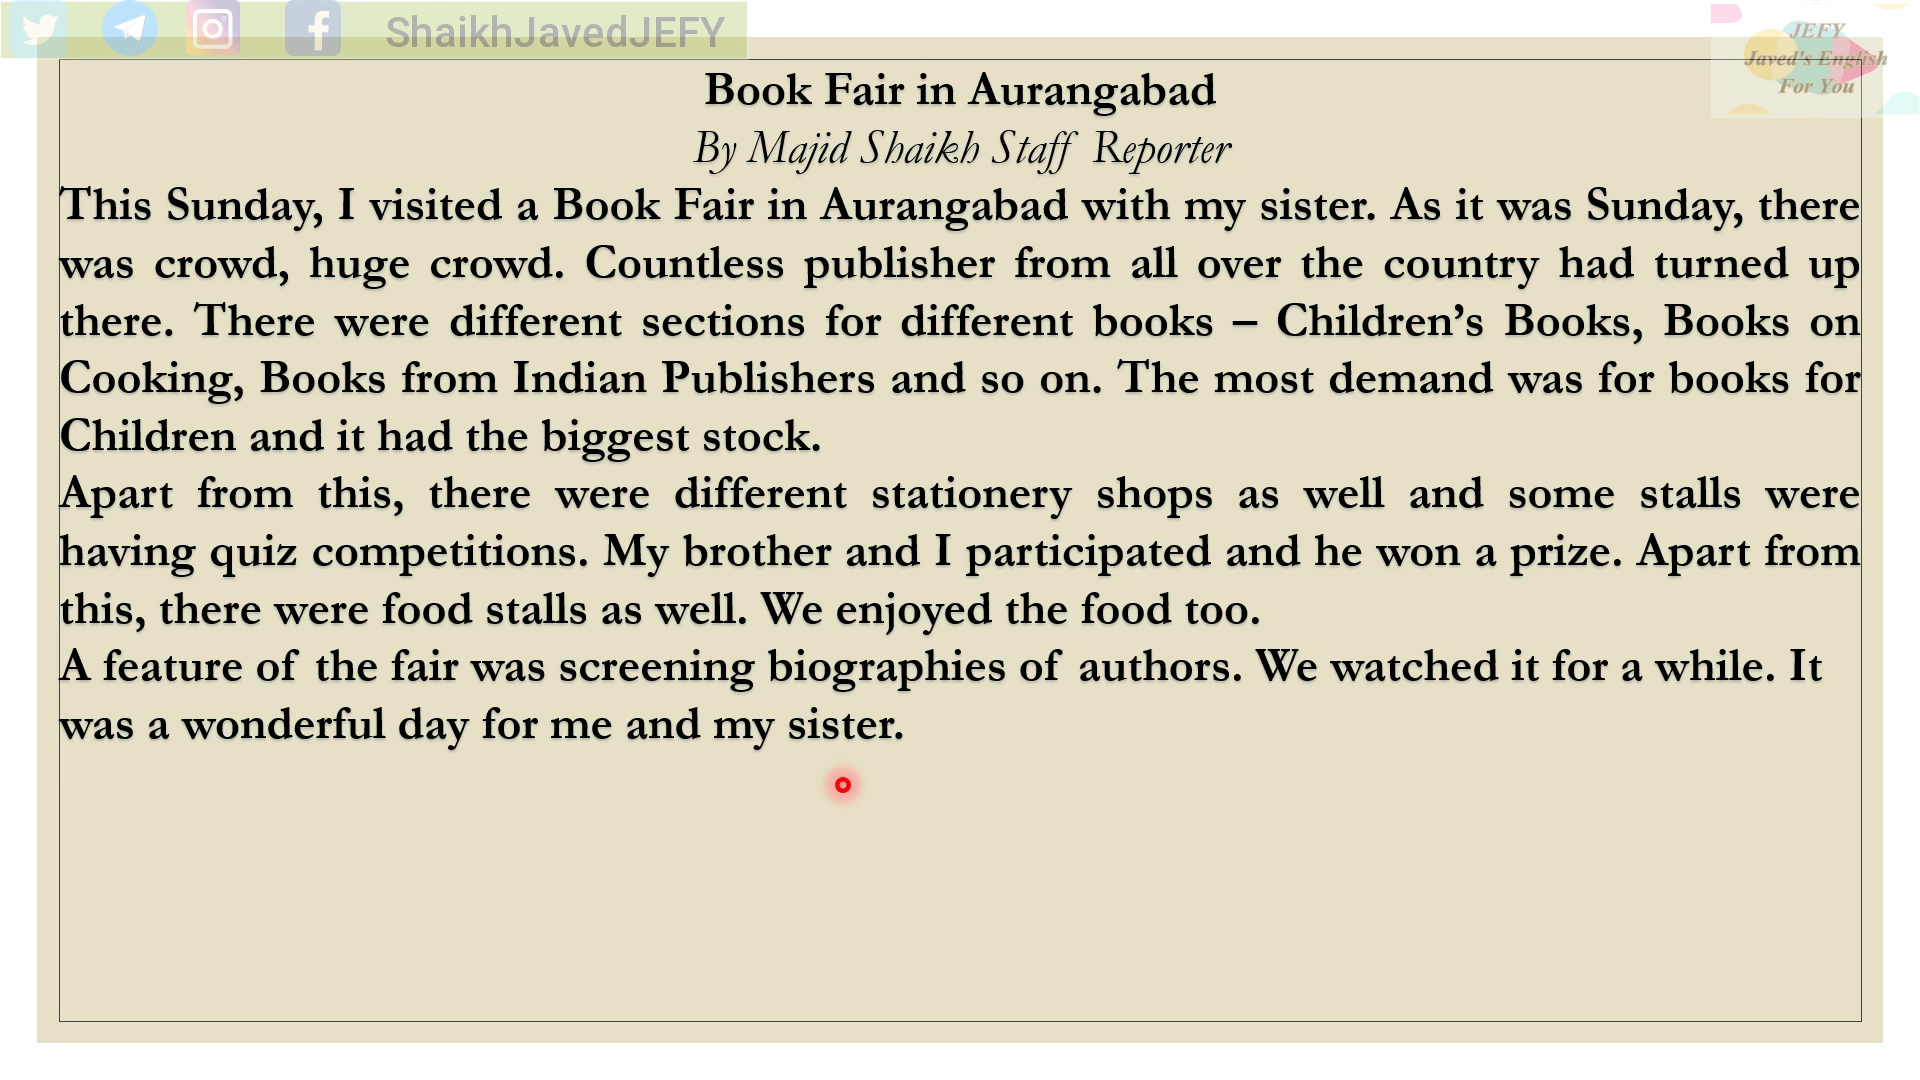 ShaikhJavedJEFY
JEFY
Javed's English
For You
Book Fair in Aurangabad
By Majid Shaikh Staff Reporter
This Sunday, I visited a Book Fair in Aurangabad with my sister. As it was Sunday, there
was crowd, huge crowd. Countless publisher from all over the country had turned up
there. There were different sections for different books – Children’s Books, Books on
Cooking, Books from Indian Publishers and so on. The most demand was for books for
Children and it had the biggest stock.
Apart from this, there were different stationery shops as well and some stalls were
having quiz competitions. My brother and I participated and he won a prize. Apart from
this, there were food stalls as well. We enjoyed the food too.
A feature of the fair was screening biographies of authors. We watched it for a while. It
was a wonderful day for me and my sister.